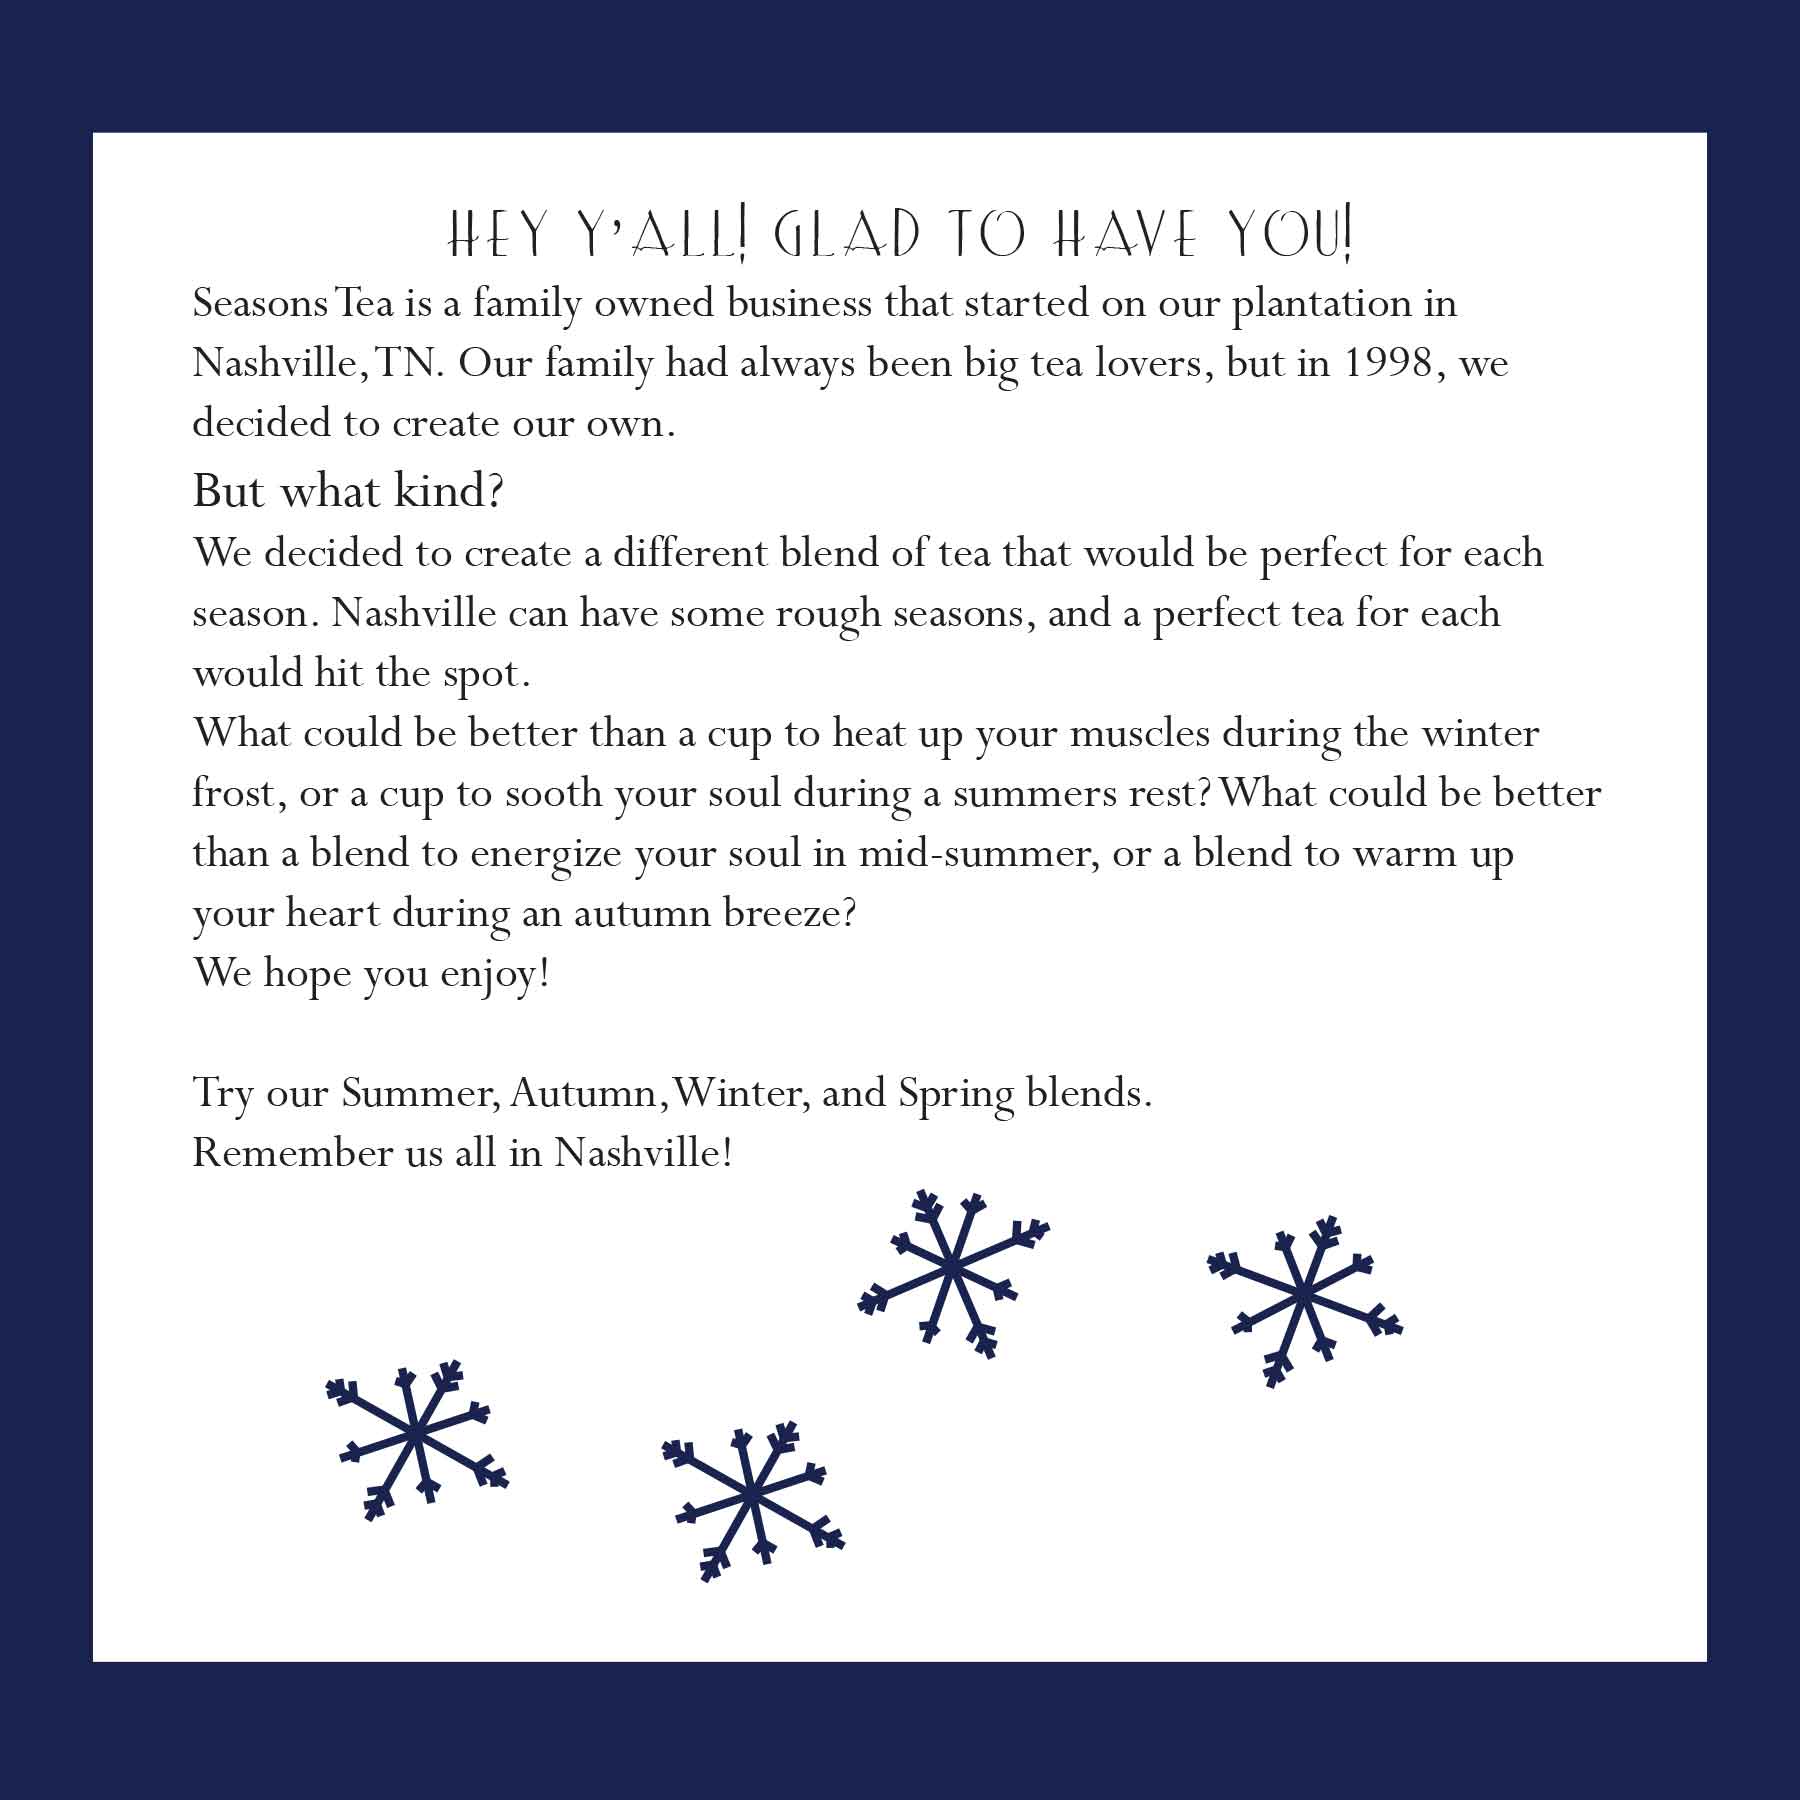 HEY Y’ALL! GLAD TO HAVE YOU!
Seasons Tea is a family owned business that started on our plantation in
Nashville, TN. Our family had always been big tea lovers, but in 1998, we
decided to create our own.
But what kind?
We decided to create a different blend of tea that would be perfect for each
season. Nashville can have some rough seasons, and a perfect tea for each
would hit the spot.
What could be better than a cup to heat up your muscles during the winter
frost, or a cup to sooth your soul during a summers rest? What could be better
than a blend to energize your soul in mid-summer, or a blend to warm up
your heart during an autumn breeze?
We hope you enjoy!
Try our Summer, Autumn, Winter, and Spring blends.
Remember us all in Nashville!